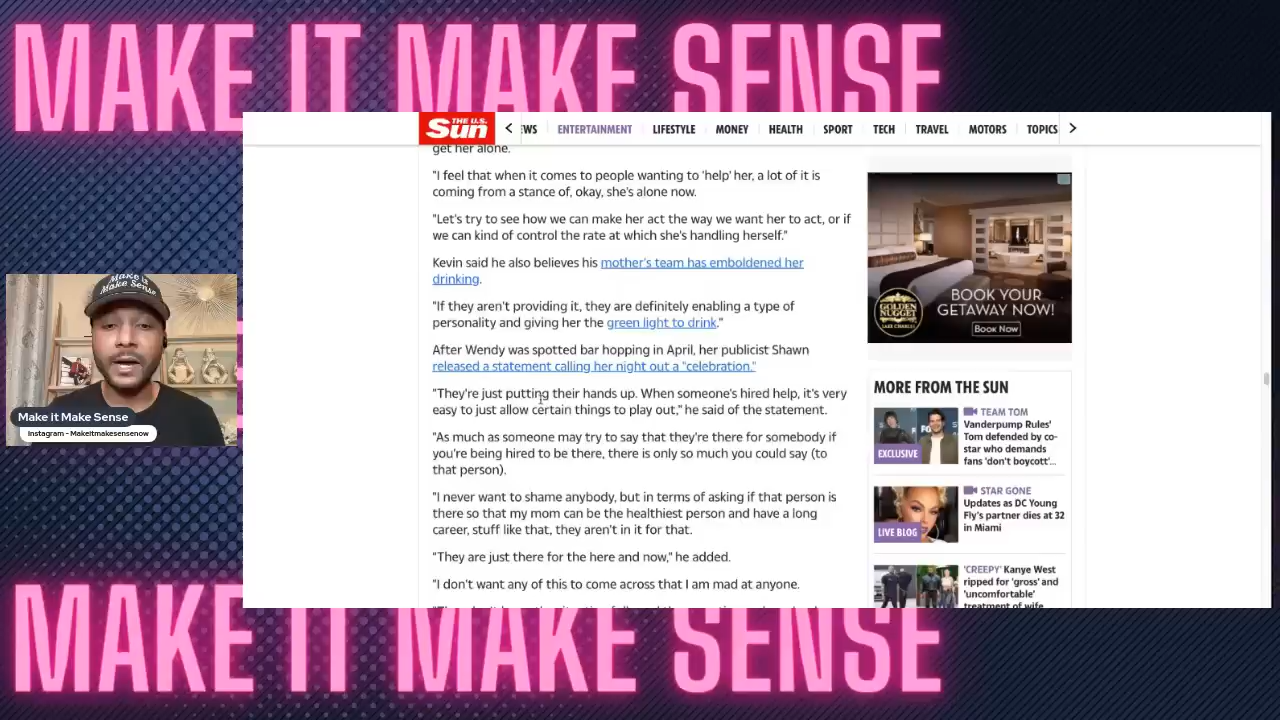 MAKE IT MAKE SENSE
THE U.S.
Sun
EWS
ENTERTAINMENT
LIFESTYLE
MONEY
HEALTH
SPORT
TECH
TRAVEL
MOTORS
TOPICS
get her alone.
"I feel that when it comes to people wanting to 'help' her, a lot of it is
coming from a stance of, okay, she's alone now.
"Let's try to see how we can make her act the way we want her to act, or if
we can kind of control the rate at which she's handling herself."
Kevin said he also believes his mother's team has emboldened her
drinking.
"If they aren't providing it, they are definitely enabling a type of
personality and giving her the green light to drink."
After Wendy was spotted bar hopping in April, her publicist Shawn
released a statement calling her night out a "celebration."
"They're just putting their hands up. When someone's hired help, it's very
easy to just allow certain things to play out," he said of the statement.
"As much as someone may try to say that they're there for somebody if
you're being hired to be there, there is only so much you could say (to
that person).
"I never want to shame anybody, but in terms of asking if that person is
there so that my mom can be the healthiest person and have a long
career, stuff like that, they aren't in it for that.
"They are just there for the here and now," he added.
"I don't want any of this to come across that I am mad at anyone.
BOOK YOUR
GETAWAY NOW!
Book Now
GOLDEN
NUGGET
LAKE CHARLES
MORE FROM THE SUN
EXCLUSIVE
TEAM TOM
Vanderpump Rules'
Tom defended by co-
star who demands
fans 'don't boycott'...
LIVE BLOG
STAR GONE
Updates as DC Young
Fly's partner dies at 32
in Miami
'CREEPY' Kanye West
ripped for 'gross' and
'uncomfortable'
treatment of wife
Make it
Make Sense
Make it Make Sense
Instagram - Makeitmakesensenow
MAKE IT MAKE SENSE